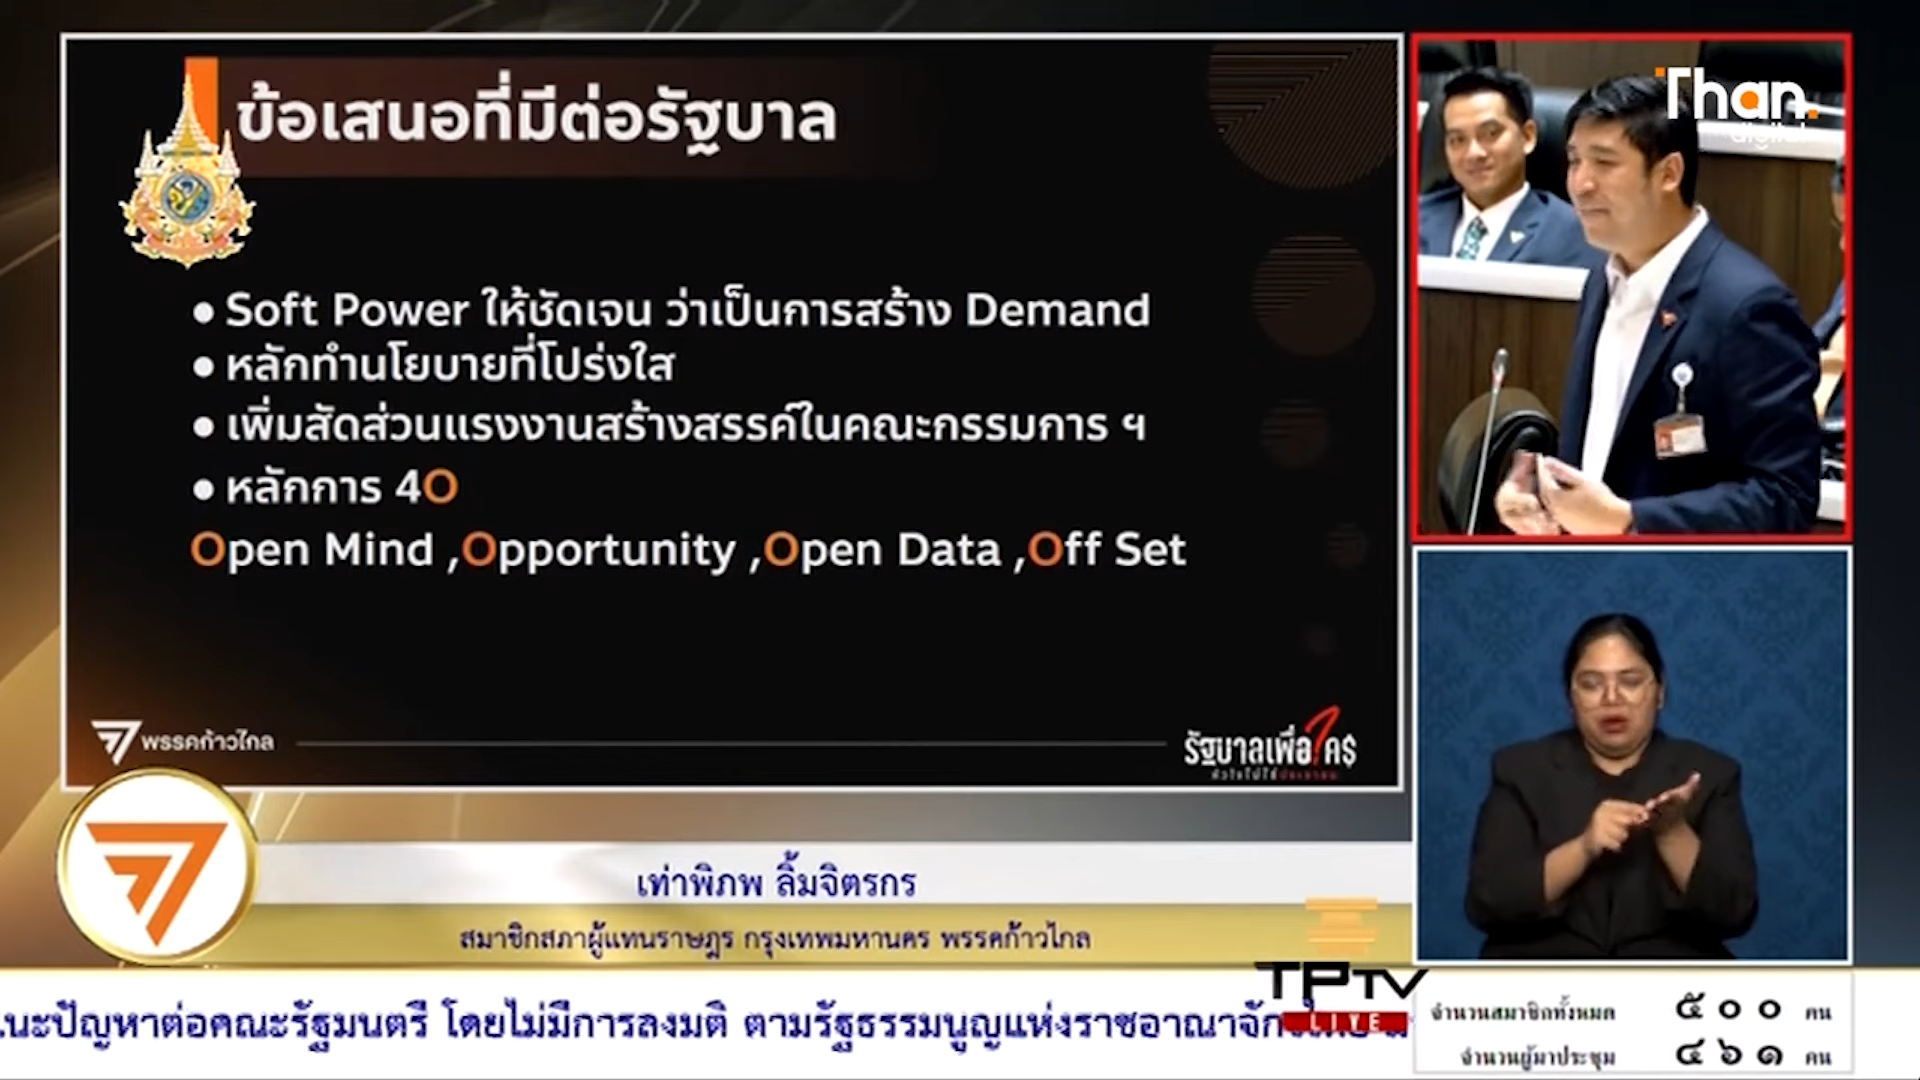 ข้อเสนอที่มีต่อรัฐบาล
● Soft Power ให้ชัดเจน ว่าเป็นการสร้าง Demand
● หลักทำนโยบายที่โปร่งใส
● เพิ่มสัดส่วนแรงงานสร้างสรรค์ในคณะกรรมการ ฯ
● หลักการ 4O
Open Mind ,Opportunity ,Open Data ,Off Set
พรรคก้าวไกล
รัฐบาลเพื่อใคร$
Than.
digital
เท่าพิภพ ลิ้มจิตรกร
สมาชิกสภาผู้แทนราษฎร กรุงเทพมหานคร พรรคก้าวไกล
TPTV
LIVE
แนะปัญหาต่อคณะรัฐมนตรี โดยไม่มีการลงมติ ตามรัฐธรรมนูญแห่งราชอาณาจักรไทย
จำนวนสมาชิกทั้งหมด ๕๐๐ คน
จำนวนผู้มาประชุม ๔๖๑ คน